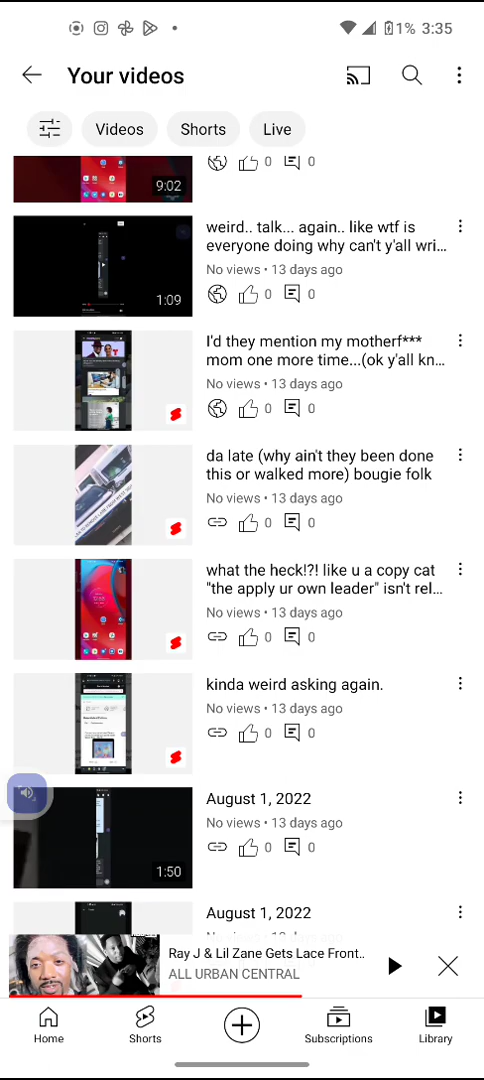 1% 3:35
Your videos
Videos Shorts Live
9:02
0 0
weird.. talk... again.. like wtf is
everyone doing why can't y'all wri...
No views • 13 days ago
1:09
0 0
I'd they mention my motherf***
mom one more time...(ok y'all kn...
No views • 13 days ago
0 0
da late (why ain't they been done
this or walked more) bougie folk
No views • 13 days ago
0 0
what the heck!?! like u a copy cat
"the apply ur own leader" isn't rel...
No views • 13 days ago
0 0
kinda weird asking again.
No views • 13 days ago
0 0
August 1, 2022
No views • 13 days ago
1:50
0 0
August 1, 2022
Ray J & Lil Zane Gets Lace Front..
ALL URBAN CENTRAL
Home Shorts Subscriptions Library